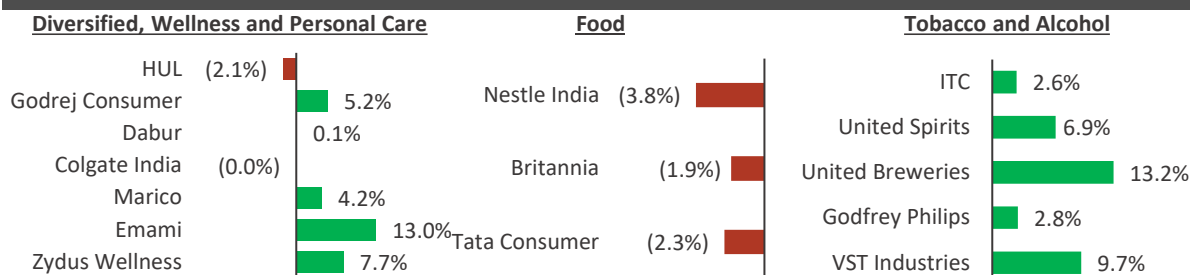 Diversified, Wellness and Personal Care
HUL (2.1%)
Godrej Consumer 5.2%
Dabur 0.1%
Colgate India (0.0%)
Marico 4.2%
Emami 13.0%
Zydus Wellness 7.7%
Food
Nestle India (3.8%)
Britannia (1.9%)
Tata Consumer (2.3%)
Tobacco and Alcohol
ITC 2.6%
United Spirits 6.9%
United Breweries 13.2%
Godfrey Philips 2.8%
VST Industries 9.7%